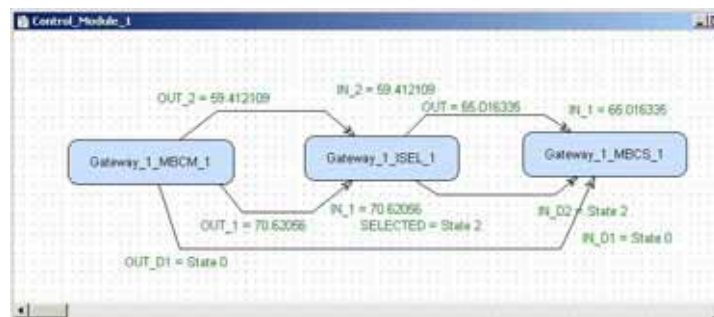 Control_Module_1
OUT_2 = 59.412109
IN_2 = 59.412109
OUT = 65.016335
IN_1 = 65.016335
Gateway_1_MBCM_1
Gateway_1_ISEL_1
Gateway_1_MBCS_1
OUT_1 = 70.62056
IN_1 = 70.62056
SELECTED = State 2
IN_D2 = State 2
IN_D1 = State 0
OUT_D1 = State 0